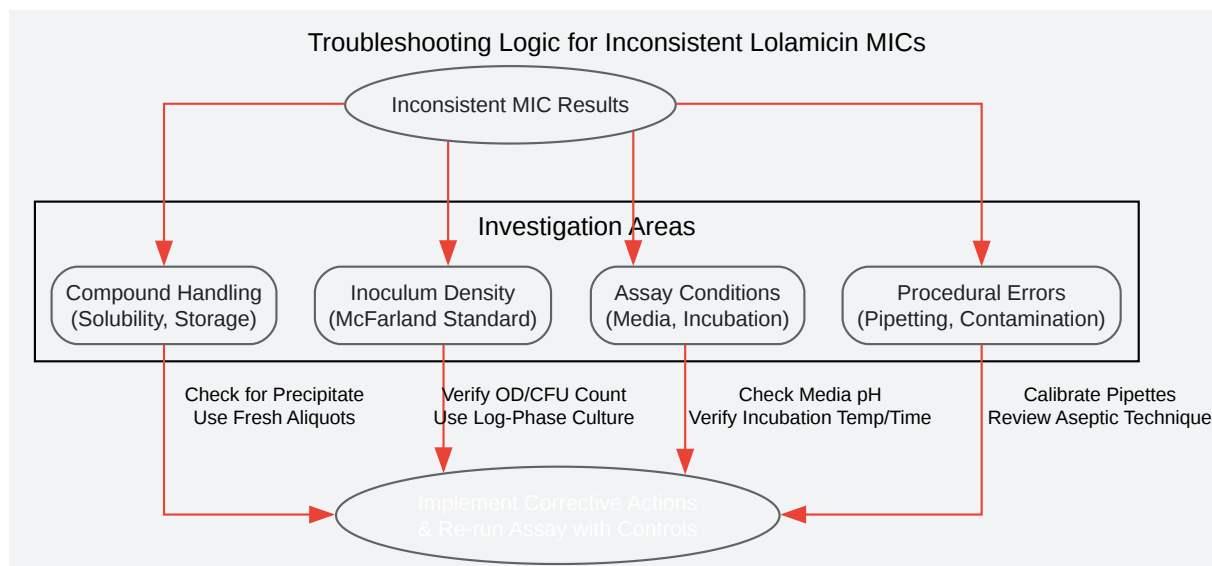 Troubleshooting Logic for Inconsistent Lolamicin MICs
Inconsistent MIC Results
Investigation Areas
Compound Handling
(Solubility, Storage)
Inoculum Density
(McFarland Standard)
Assay Conditions
(Media, Incubation)
Procedural Errors
(Pipetting, Contamination)
Check for Precipitate
Use Fresh Aliquots
Verify OD/CFU Count
Use Log-Phase Culture
Check Media pH
Verify Incubation Temp/Time
Calibrate Pipettes
Review Aseptic Technique
Implement Corrective Actions
& Re-run Assay with Controls